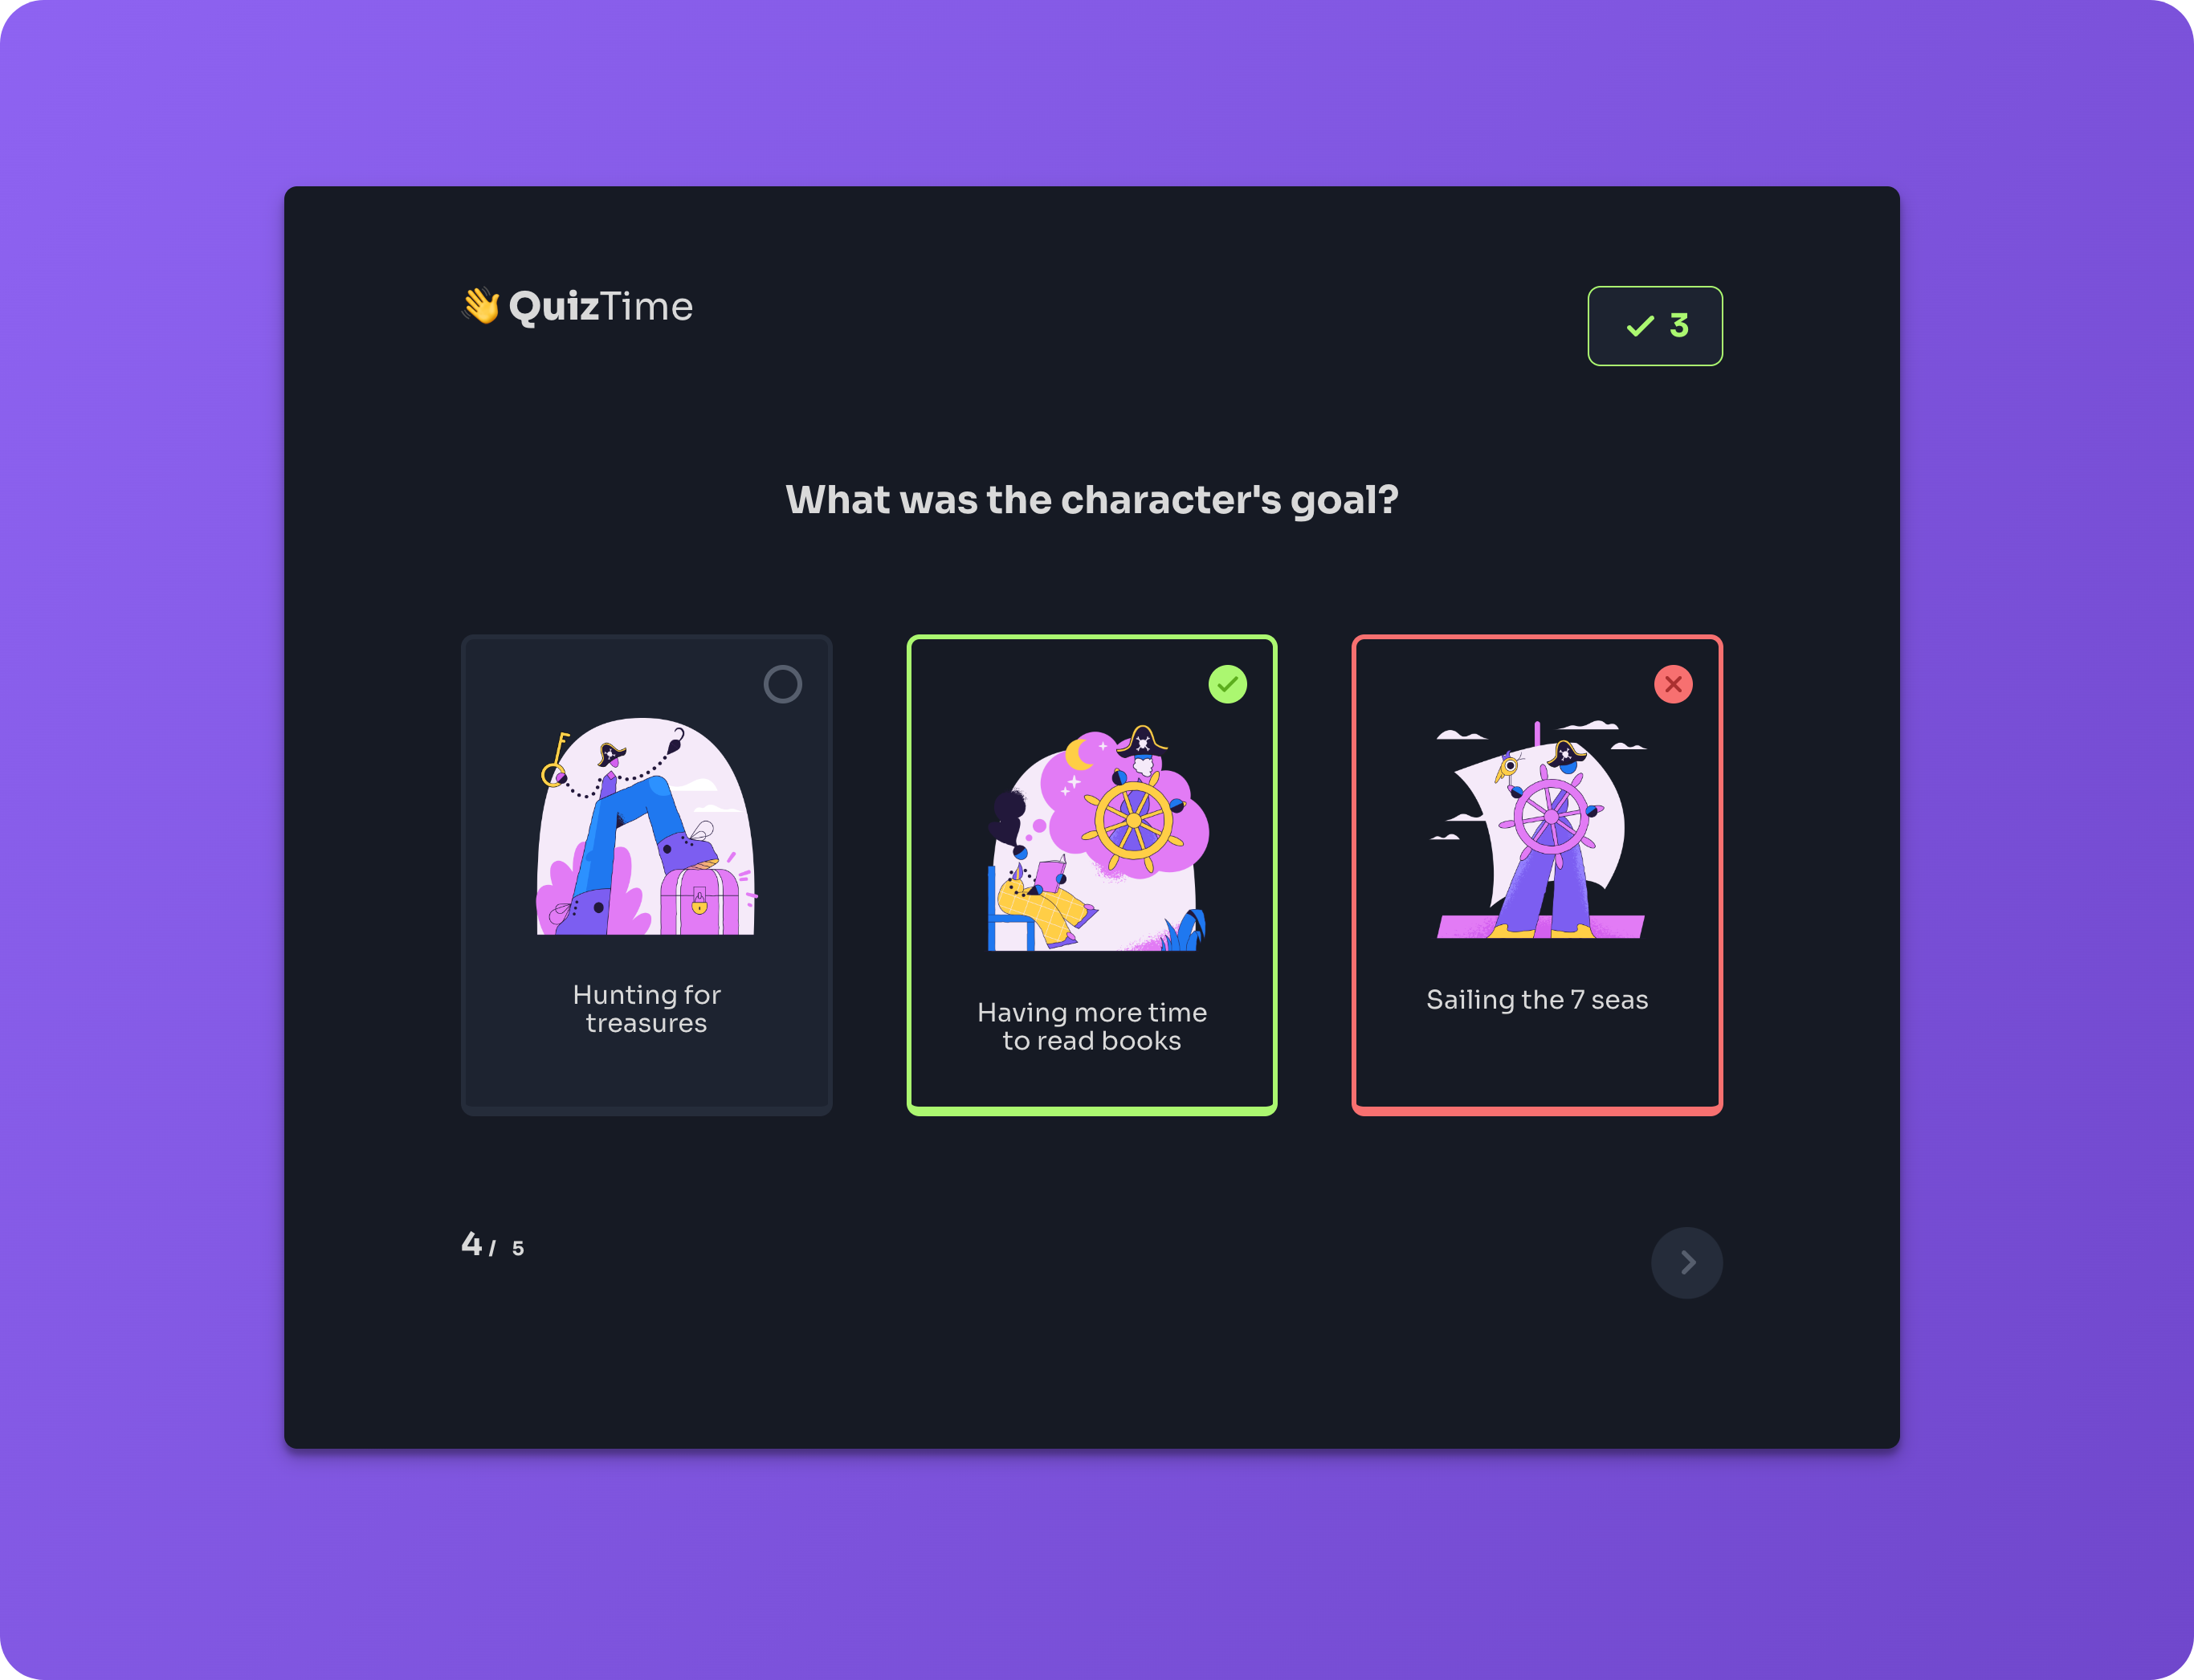 QuizTime
3
What was the character's goal?
Hunting for
treasures
Having more time
to read books
Sailing the 7 seas
4 / 5